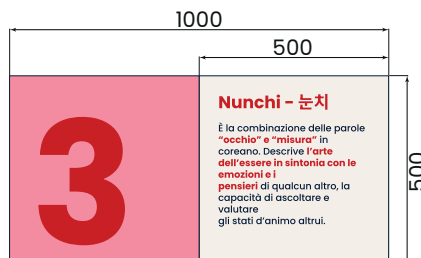 1000
500
3
Nunchi - 눈치
È la combinazione delle parole
“occhio” e “misura” in
coreano. Descrive l’arte
dell’essere in sintonia con le
emozioni e i
pensieri di qualcun altro, la
capacità di ascoltare e
valutare
gli stati d’animo altrui.
500